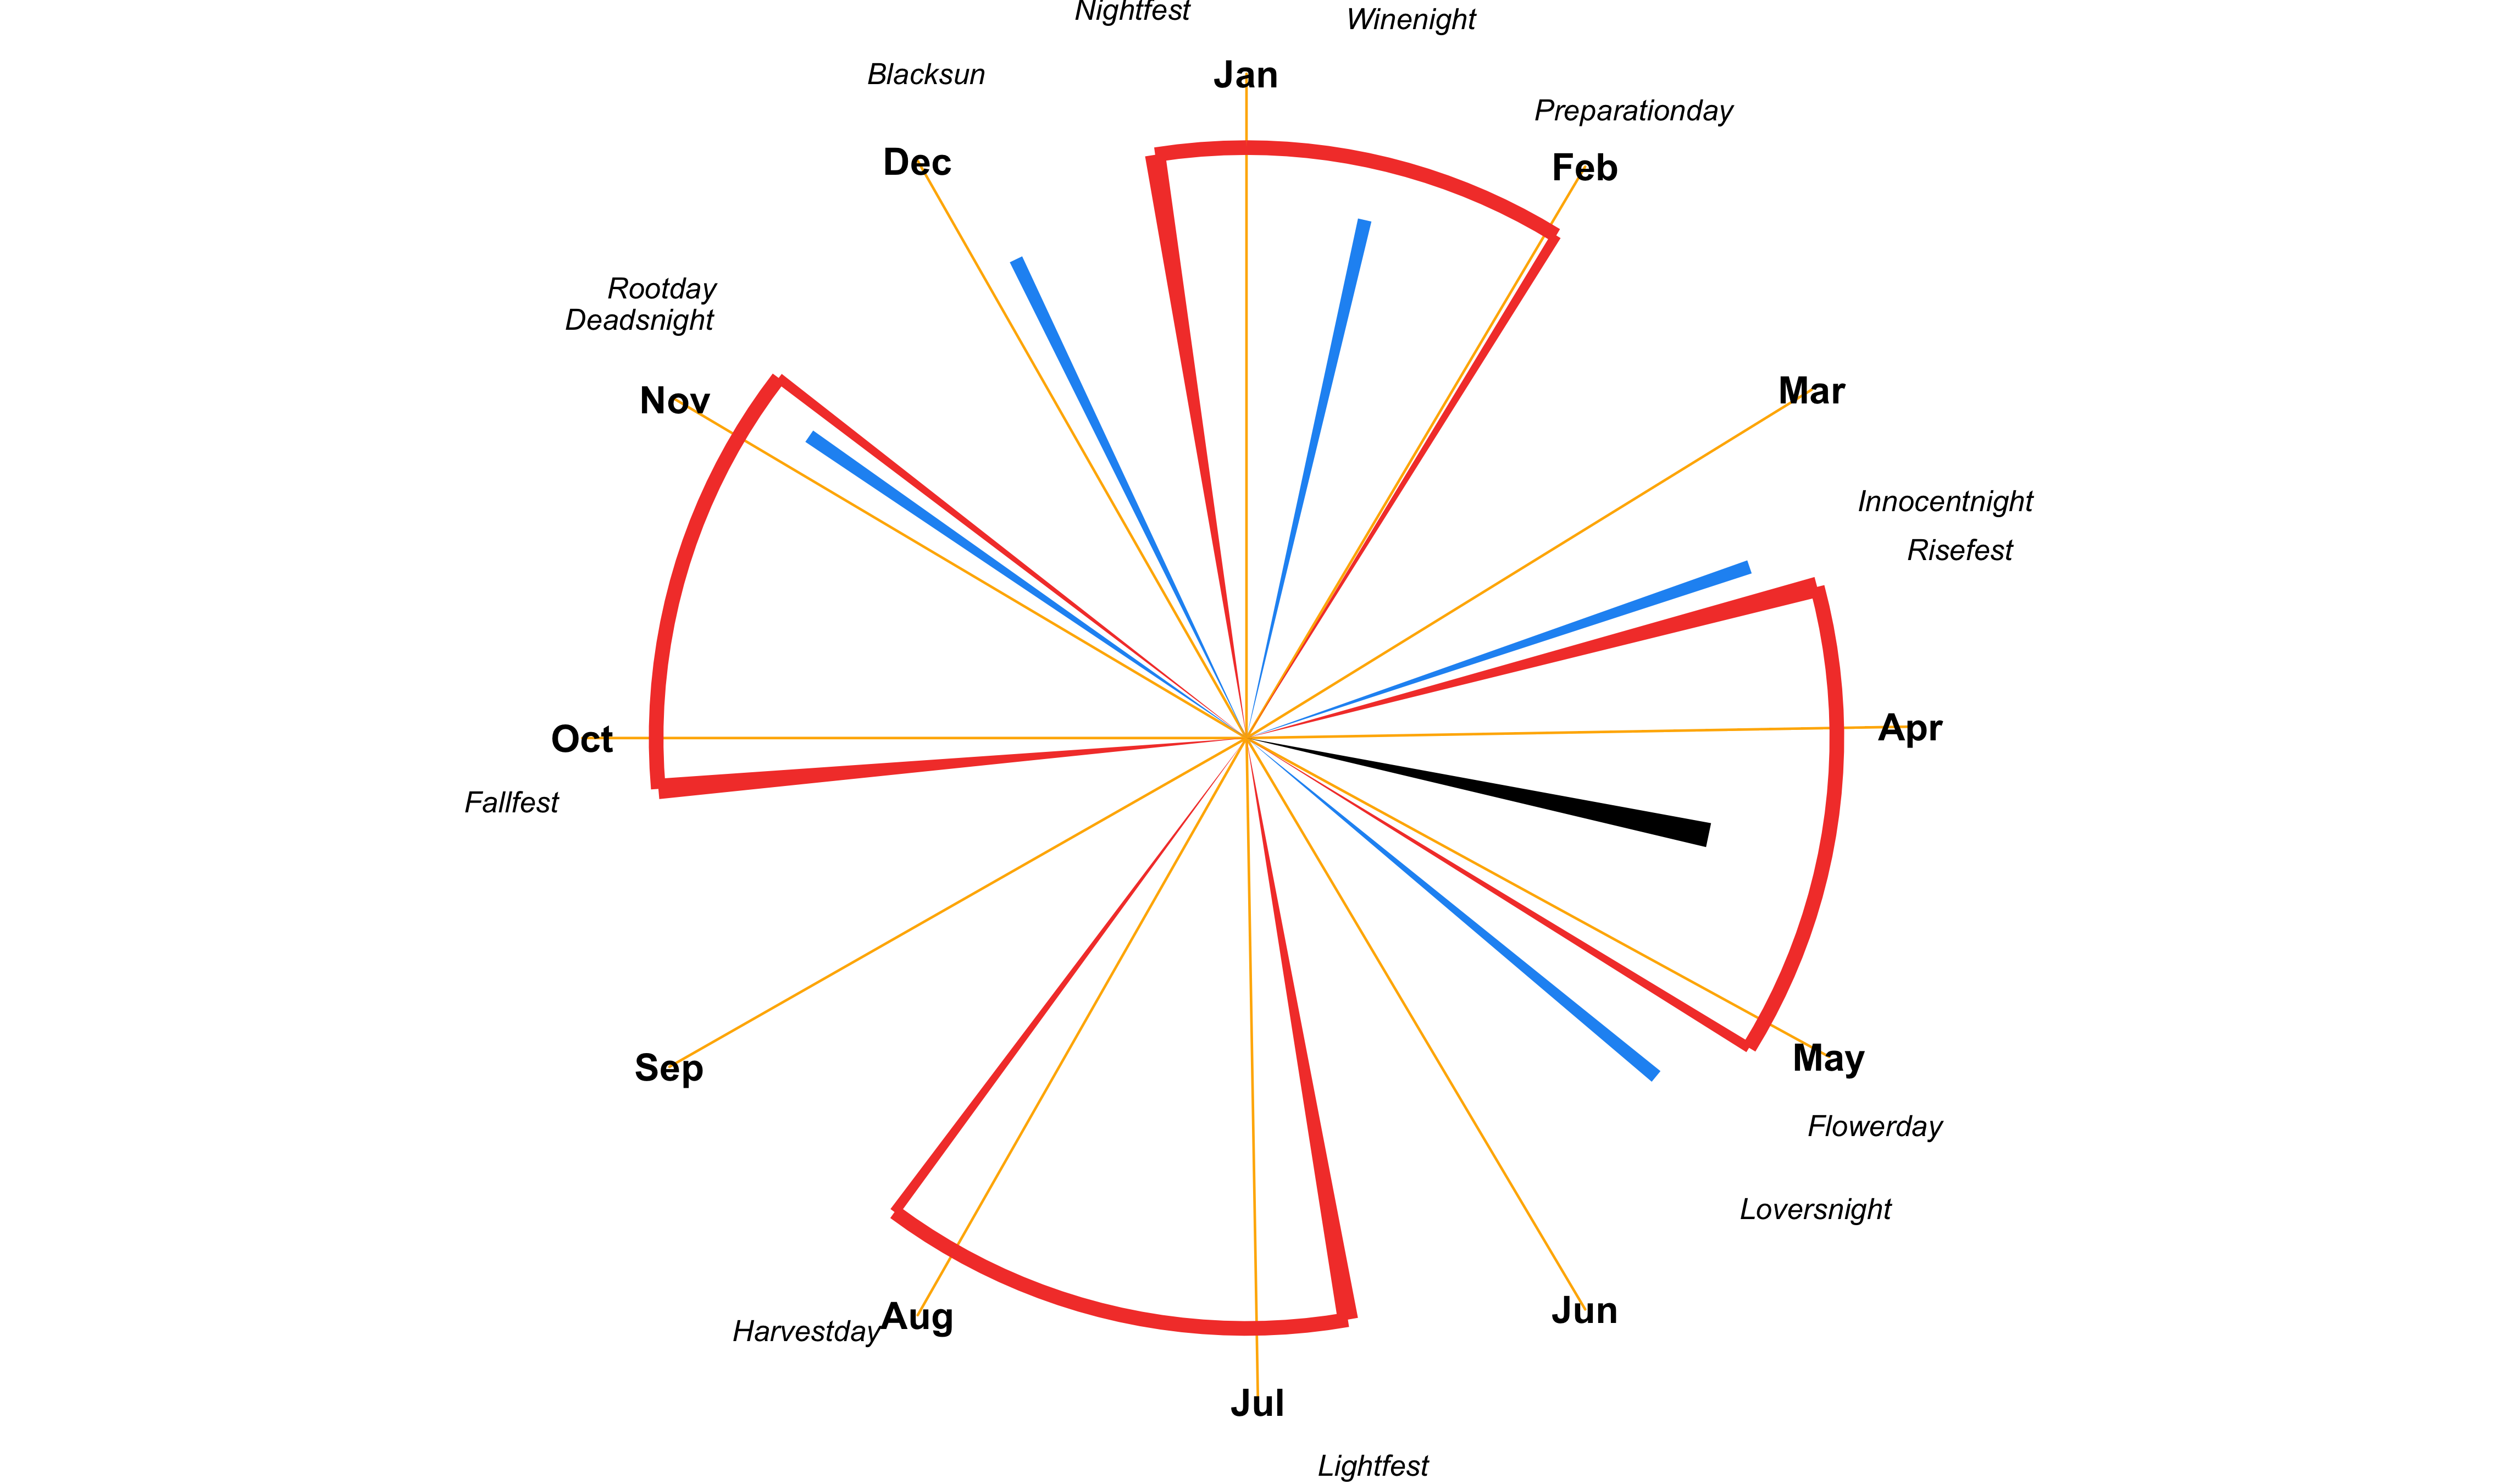 Nightfest
Winenight
Blacksun
Jan
Preparationday
Dec
Feb
Rootday
Deadsnight
Nov
Mar
Innocentnight
Risefest
Oct
Apr
Fallfest
Sep
May
Flowerday
Loversnight
Harvestday
Aug
Jun
Jul
Lightfest